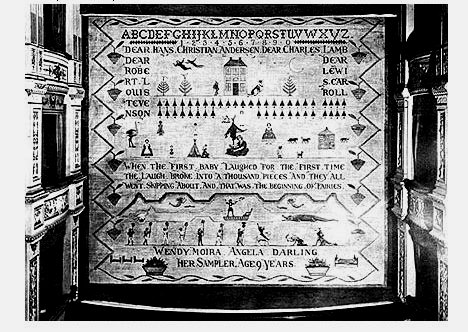 ABCDEFGHIJKLMNOPQRSTUVWXYZ
1·2·3·4·5·6·7·8·9·0
DEAR HANS CHRISTIAN ANDERSEN DEAR CHARLES LAMB
DEAR
ROBE
RT L
OUIS
STEVE
NSON
DEAR
LEWI
S CAR
ROLL
WHEN THE FIRST BABY LAUGHED FOR THE FIRST TIME
THE LAUGH BROKE INTO A THOUSAND PIECES AND THEY ALL
WENT SKIPPING ABOUT AND THAT WAS THE BEGINNING OF FAIRIES
WENDY MOIRA ANGELA DARLING
HER SAMPLER, AGE 9 YEARS